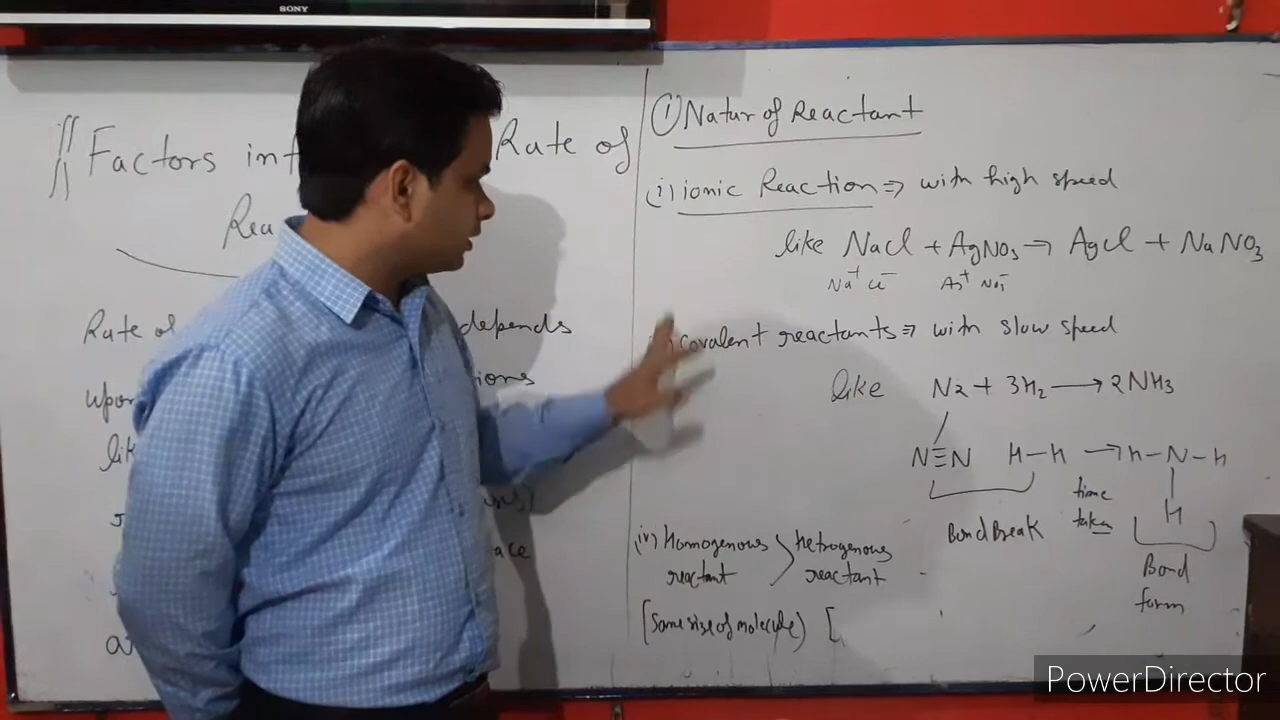 SONY
Factors inf Rate of
Rea
Rate of depends
upon ions
lik
ace
① Natur of Reactant
(i) ionic Reaction ⇒ with high speed
like NaCl + AgNO3 → AgCl + NaNO3
Na+ Cl- Ag+ NO3-
covalent reactants ⇒ with slow speed
like N2 + 3H2 → 2NH3
N≡N H-H → H-N-H
H
time
taken
Bond Break
Bond
form
(iv) Homogenous > Hetrogenous
reactant reactant
[Same size of molecule) [
PowerDirector